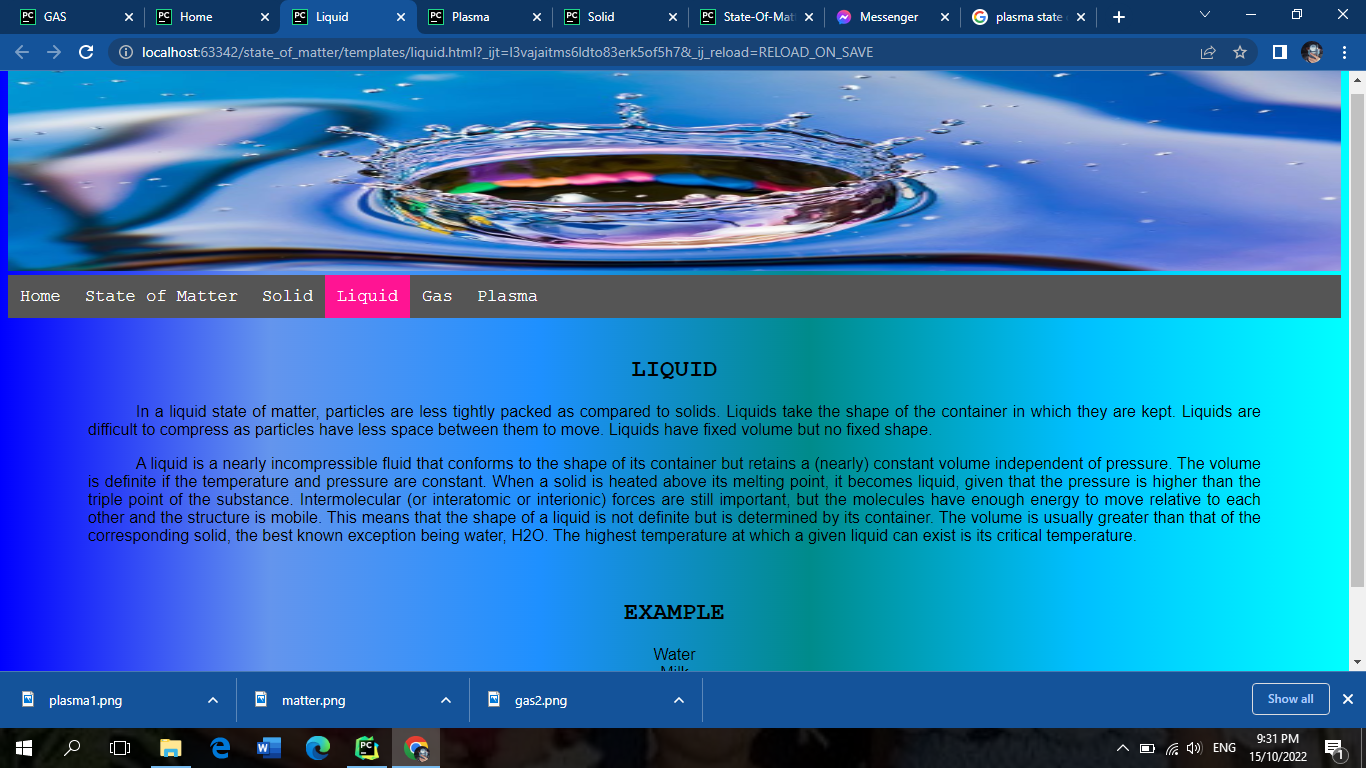 GAS
Home
Liquid
Plasma
Solid
State-Of-Mat
Messenger
plasma state
localhost:63342/state_of_matter/templates/liquid.html?_ijt=l3vajaitms6ldto83erk5of5h7&_ij_reload=RELOAD_ON_SAVE
Home State of Matter Solid Liquid Gas Plasma
LIQUID
In a liquid state of matter, particles are less tightly packed as compared to solids. Liquids take the shape of the container in which they are kept. Liquids are
difficult to compress as particles have less space between them to move. Liquids have fixed volume but no fixed shape.
A liquid is a nearly incompressible fluid that conforms to the shape of its container but retains a (nearly) constant volume independent of pressure. The volume
is definite if the temperature and pressure are constant. When a solid is heated above its melting point, it becomes liquid, given that the pressure is higher than the
triple point of the substance. Intermolecular (or interatomic or interionic) forces are still important, but the molecules have enough energy to move relative to each
other and the structure is mobile. This means that the shape of a liquid is not definite but is determined by its container. The volume is usually greater than that of the
corresponding solid, the best known exception being water, H2O. The highest temperature at which a given liquid can exist is its critical temperature.
EXAMPLE
Water
Milk
plasma1.png
matter.png
gas2.png
Show all
ENG
9:31 PM
15/10/2022
1